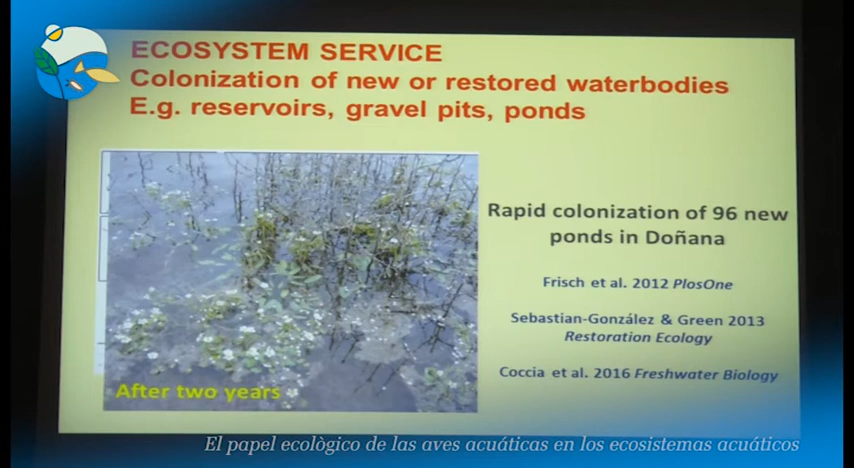 ECOSYSTEM SERVICE
Colonization of new or restored waterbodies
E.g. reservoirs, gravel pits, ponds
Rapid colonization of 96 new
ponds in Doñana
Frisch et al. 2012 PlosOne
Sebastian-González & Green 2013
Restoration Ecology
Coccia et al. 2016 Freshwater Biology
After two years
El papel ecològico de las aves acuáticas en los ecosistemas acuáticos